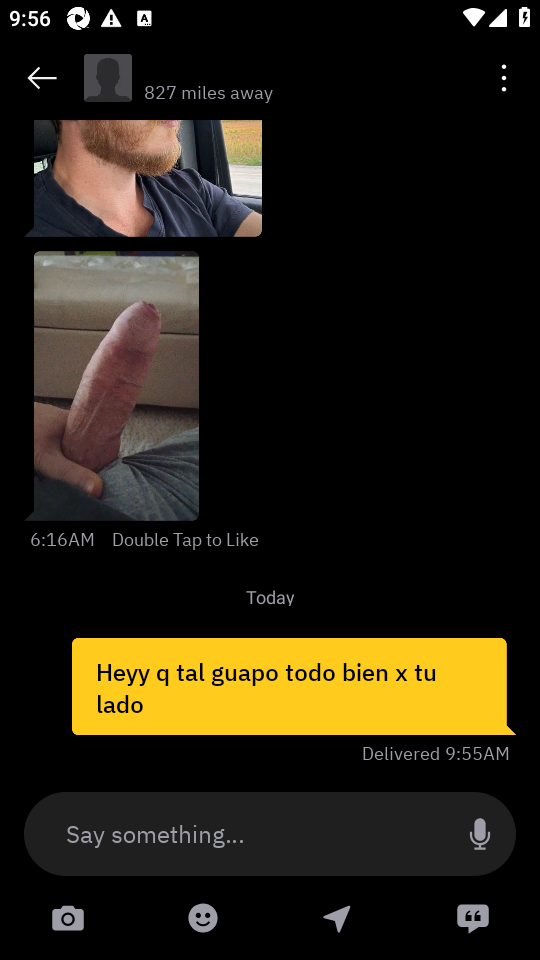 9:56
827 miles away
6:16AM Double Tap to Like
Today
Heyy q tal guapo todo bien x tu
lado
Delivered 9:55AM
Say something...